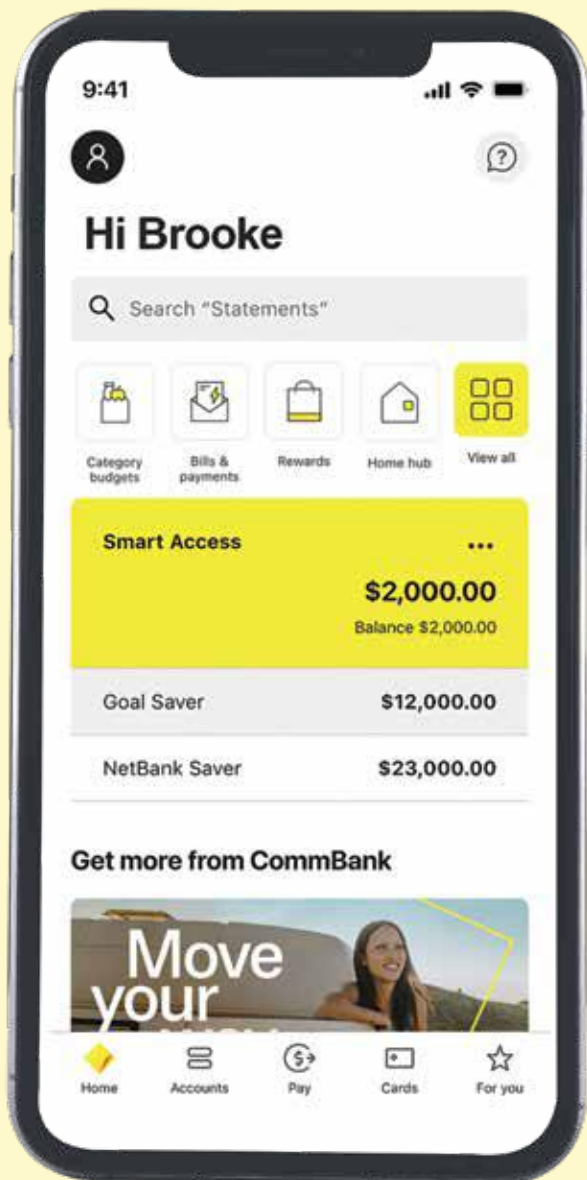 9:41
Hi Brooke
Search “Statements”
Category
budgets
Bills &
payments
Rewards
Home hub
View all
Smart Access
$2,000.00
Balance $2,000.00
Goal Saver $12,000.00
NetBank Saver $23,000.00
Get more from CommBank
Move
your
Home Accounts Pay Cards For you